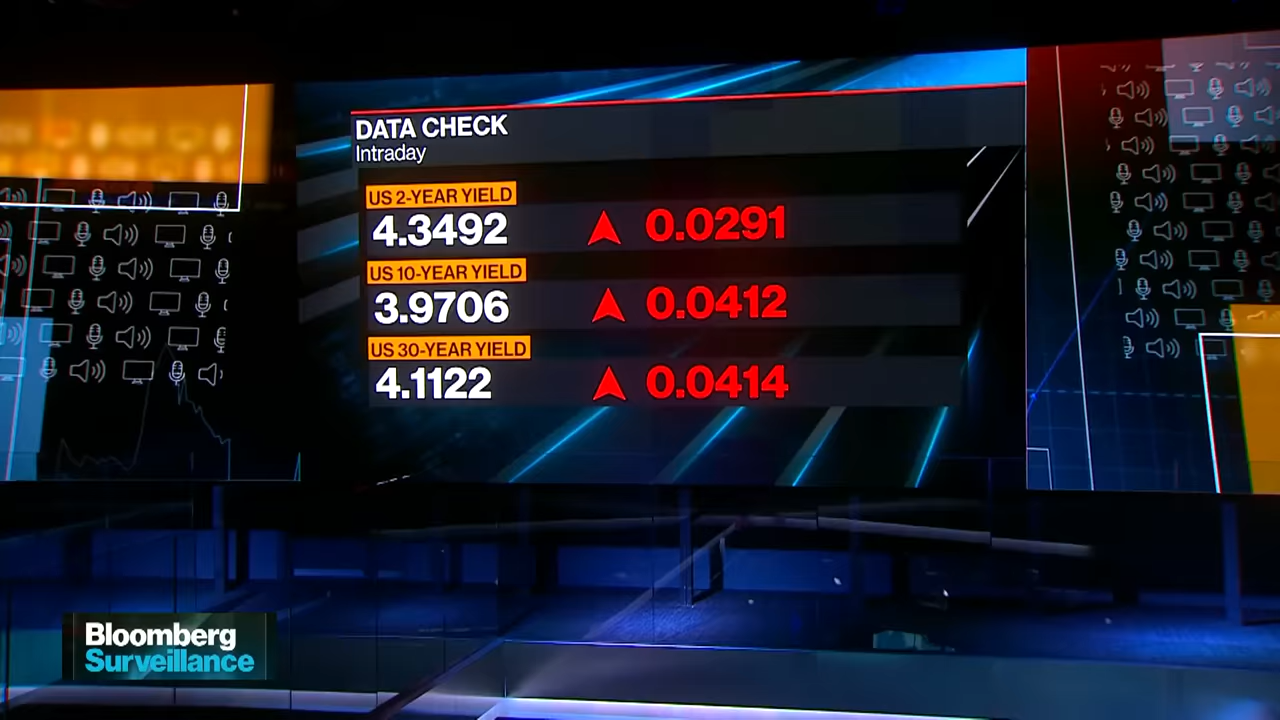 DATA CHECK
Intraday
US 2-YEAR YIELD
4.3492 ▲ 0.0291
US 10-YEAR YIELD
3.9706 ▲ 0.0412
US 30-YEAR YIELD
4.1122 ▲ 0.0414
Bloomberg
Surveillance